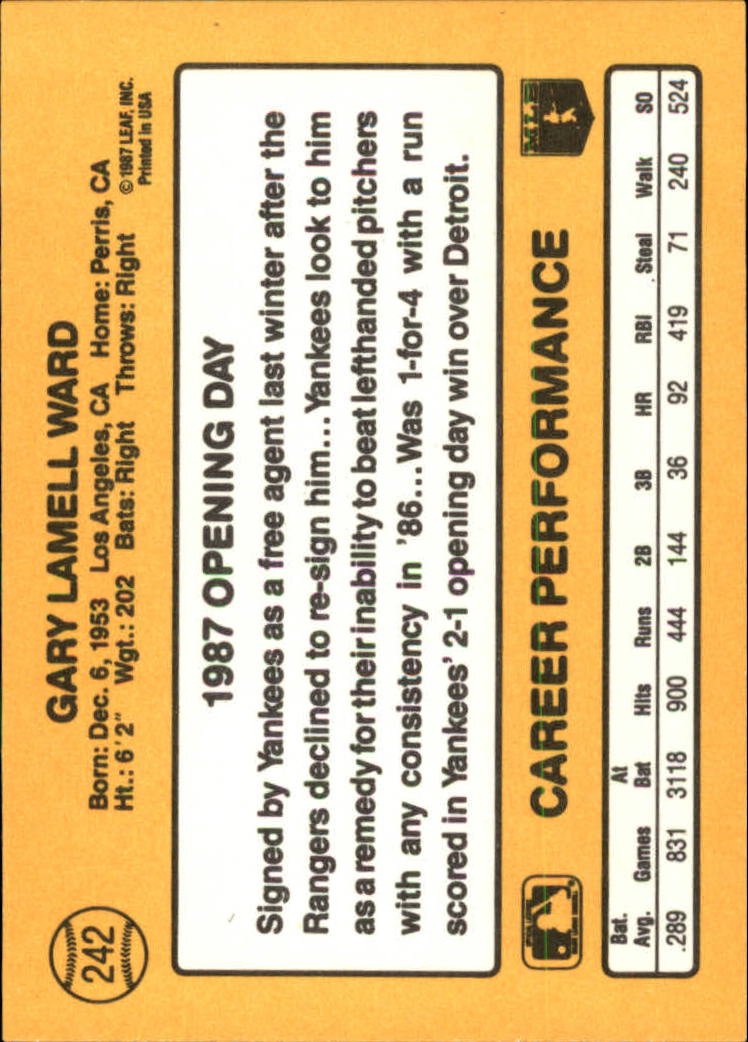 242
GARY LAMELL WARD
Born: Dec. 6, 1953 Los Angeles, CA Home: Perris, CA
Ht.: 6'2" Wgt.: 202 Bats: Right Throws: Right
© 1987 LEAF, INC.
Printed in USA
1987 OPENING DAY
Signed by Yankees as a free agent last winter after the
Rangers declined to re-sign him...Yankees look to him
as a remedy for their inability to beat lefthanded pitchers
with any consistency in '86...Was 1-for-4 with a run
scored in Yankees' 2-1 opening day win over Detroit.
CAREER PERFORMANCE
MLB
Bat. Avg. Games At Bat Hits Runs 2B 3B HR RBI Steal Walk SO
.289 831 3118 900 444 144 36 92 419 71 240 524